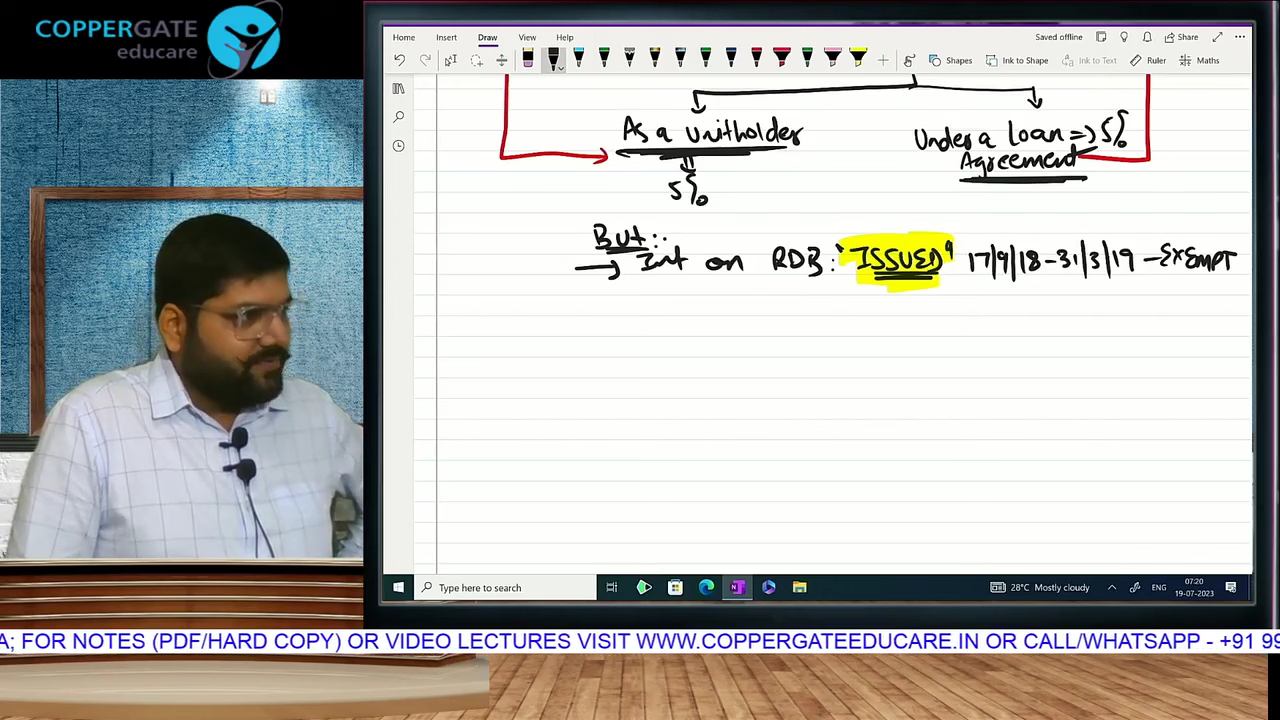 COPPERGATE
educare
Home Insert Draw View Help
Saved offline
Share
Shapes
Ink to Shape
Ink to Text
Ruler
Maths
As a unitholder
5%
Under a loan => 5%
Agreement
But:
→ Int on RDB: "ISSUED" 17/9/18-31/3/19 - EXEMPT
Type here to search
28°C Mostly cloudy
ENG
07:20
19-07-2023
A; FOR NOTES (PDF/HARD COPY) OR VIDEO LECTURES VISIT WWW.COPPERGATEEDUCARE.IN OR CALL/WHATSAPP - +91 99